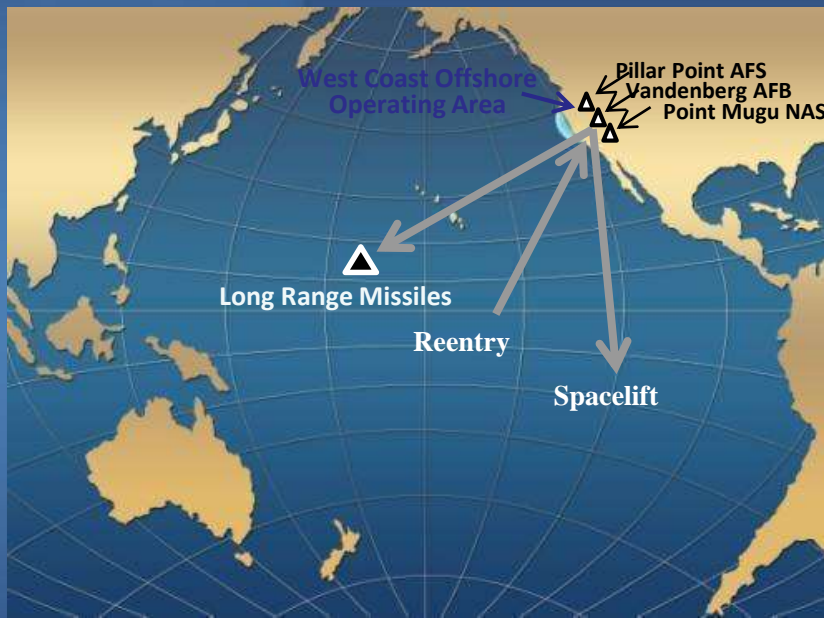 West Coast Offshore
Operating Area
Pillar Point AFS
Vandenberg AFB
Point Mugu NAS
Long Range Missiles
Reentry
Spacelift